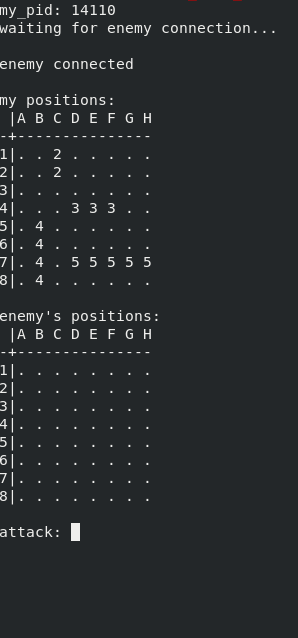 my_pid: 14110
waiting for enemy connection...
enemy connected
my positions:
 |A B C D E F G H
-+---------------
1|. . 2 . . . . .
2|. . 2 . . . . .
3|. . . . . . . .
4|. . . 3 3 3 . .
5|. 4 . . . . . .
6|. 4 . . . . . .
7|. 4 . 5 5 5 5 5
8|. 4 . . . . . .
enemy's positions:
 |A B C D E F G H
-+---------------
1|. . . . . . . .
2|. . . . . . . .
3|. . . . . . . .
4|. . . . . . . .
5|. . . . . . . .
6|. . . . . . . .
7|. . . . . . . .
8|. . . . . . . .
attack: